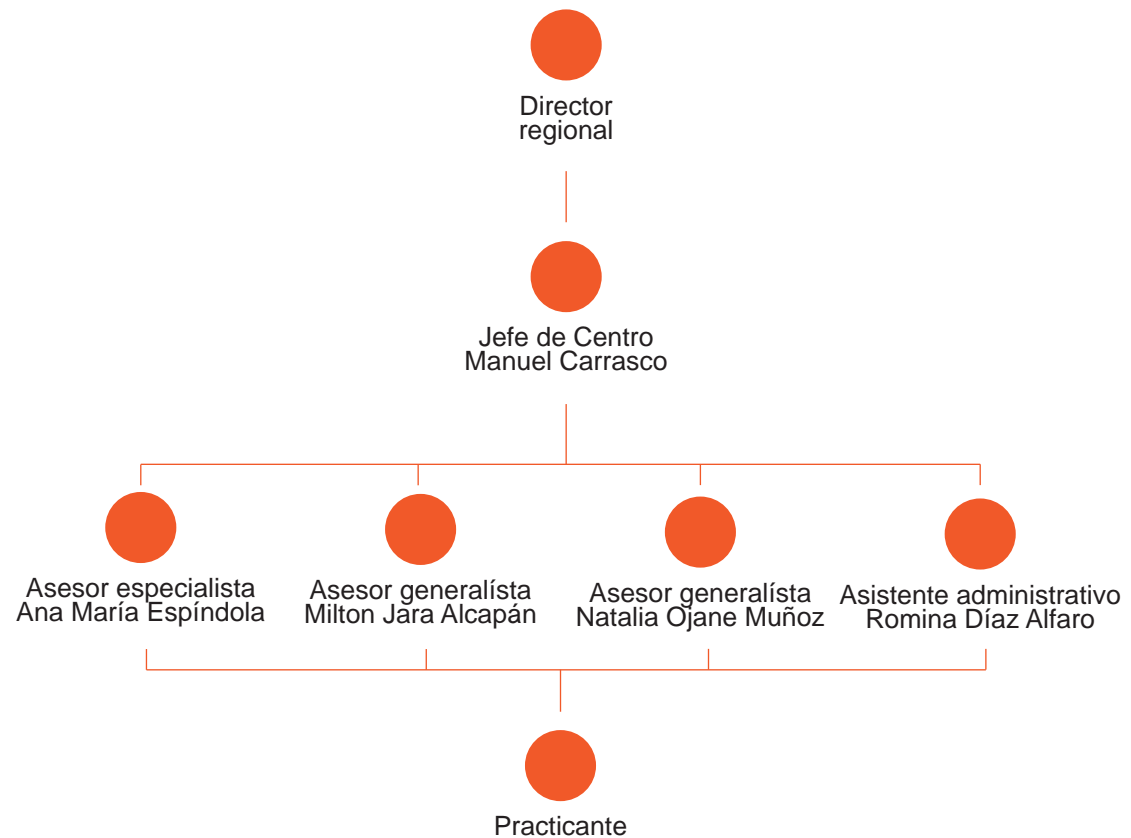 Director
regional
Jefe de Centro
Manuel Carrasco
Asesor especialista
Ana María Espíndola
Asesor generalísta
Milton Jara Alcapán
Asesor generalísta
Natalia Ojane Muñoz
Asistente administrativo
Romina Díaz Alfaro
Practicante